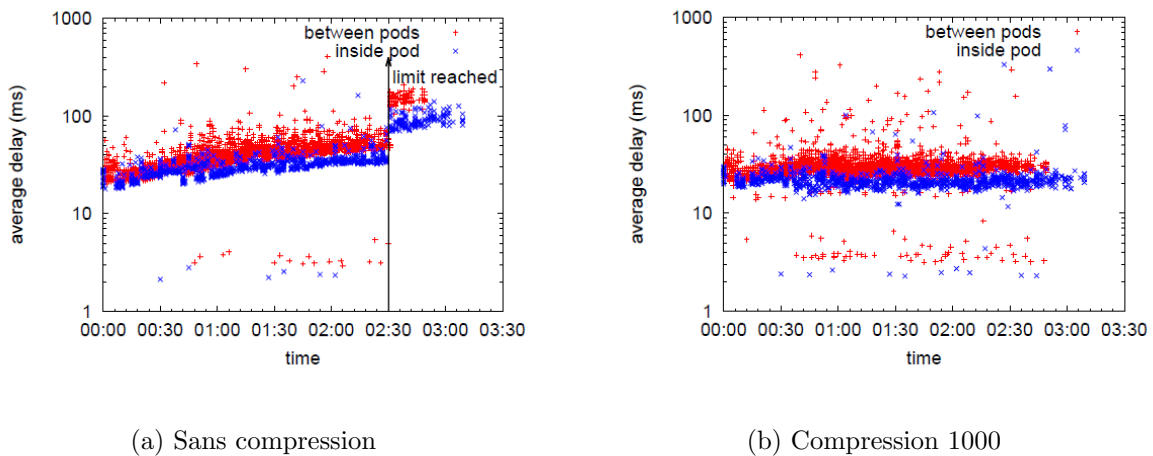 1000
between pods
inside pod
limit reached
100
10
1
average delay (ms)
00:00 00:30 01:00 01:30 02:00 02:30 03:00 03:30
time
(a) Sans compression
1000
between pods
inside pod
100
10
1
average delay (ms)
00:00 00:30 01:00 01:30 02:00 02:30 03:00 03:30
time
(b) Compression 1000